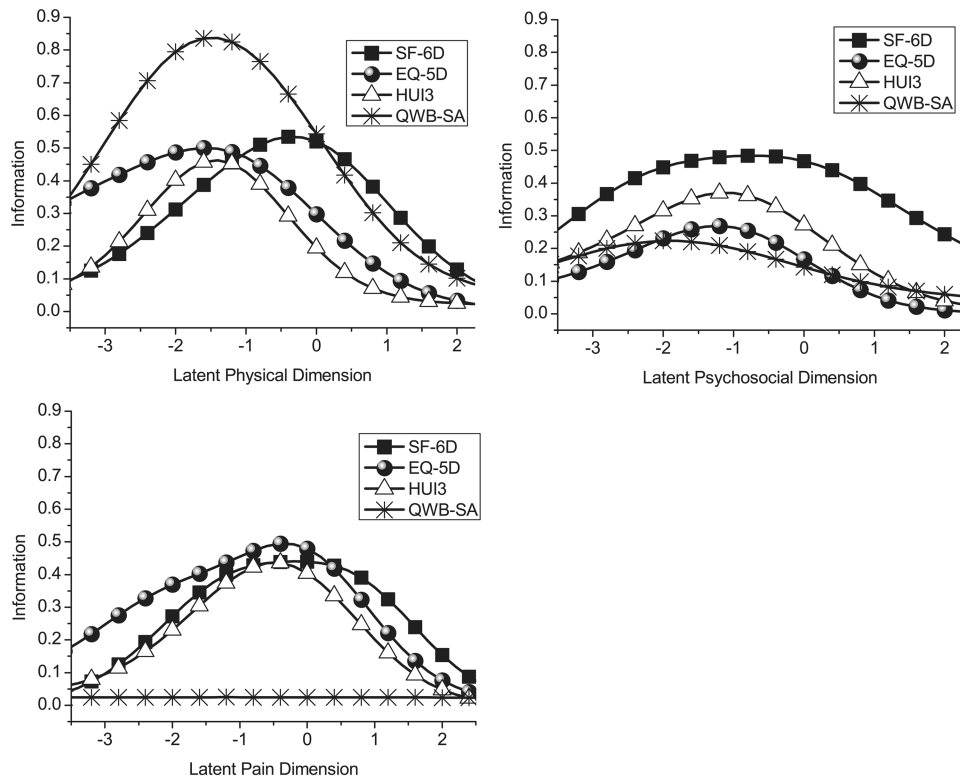 0.9
0.8
0.7
0.6
0.5
0.4
0.3
0.2
0.1
0.0
Information
SF-6D
EQ-5D
HUI3
QWB-SA
-3 -2 -1 0 1 2
Latent Physical Dimension
0.9
0.8
0.7
0.6
0.5
0.4
0.3
0.2
0.1
0.0
Information
SF-6D
EQ-5D
HUI3
QWB-SA
-3 -2 -1 0 1 2
Latent Psychosocial Dimension
0.9
0.8
0.7
0.6
0.5
0.4
0.3
0.2
0.1
0.0
Information
SF-6D
EQ-5D
HUI3
QWB-SA
-3 -2 -1 0 1 2
Latent Pain Dimension